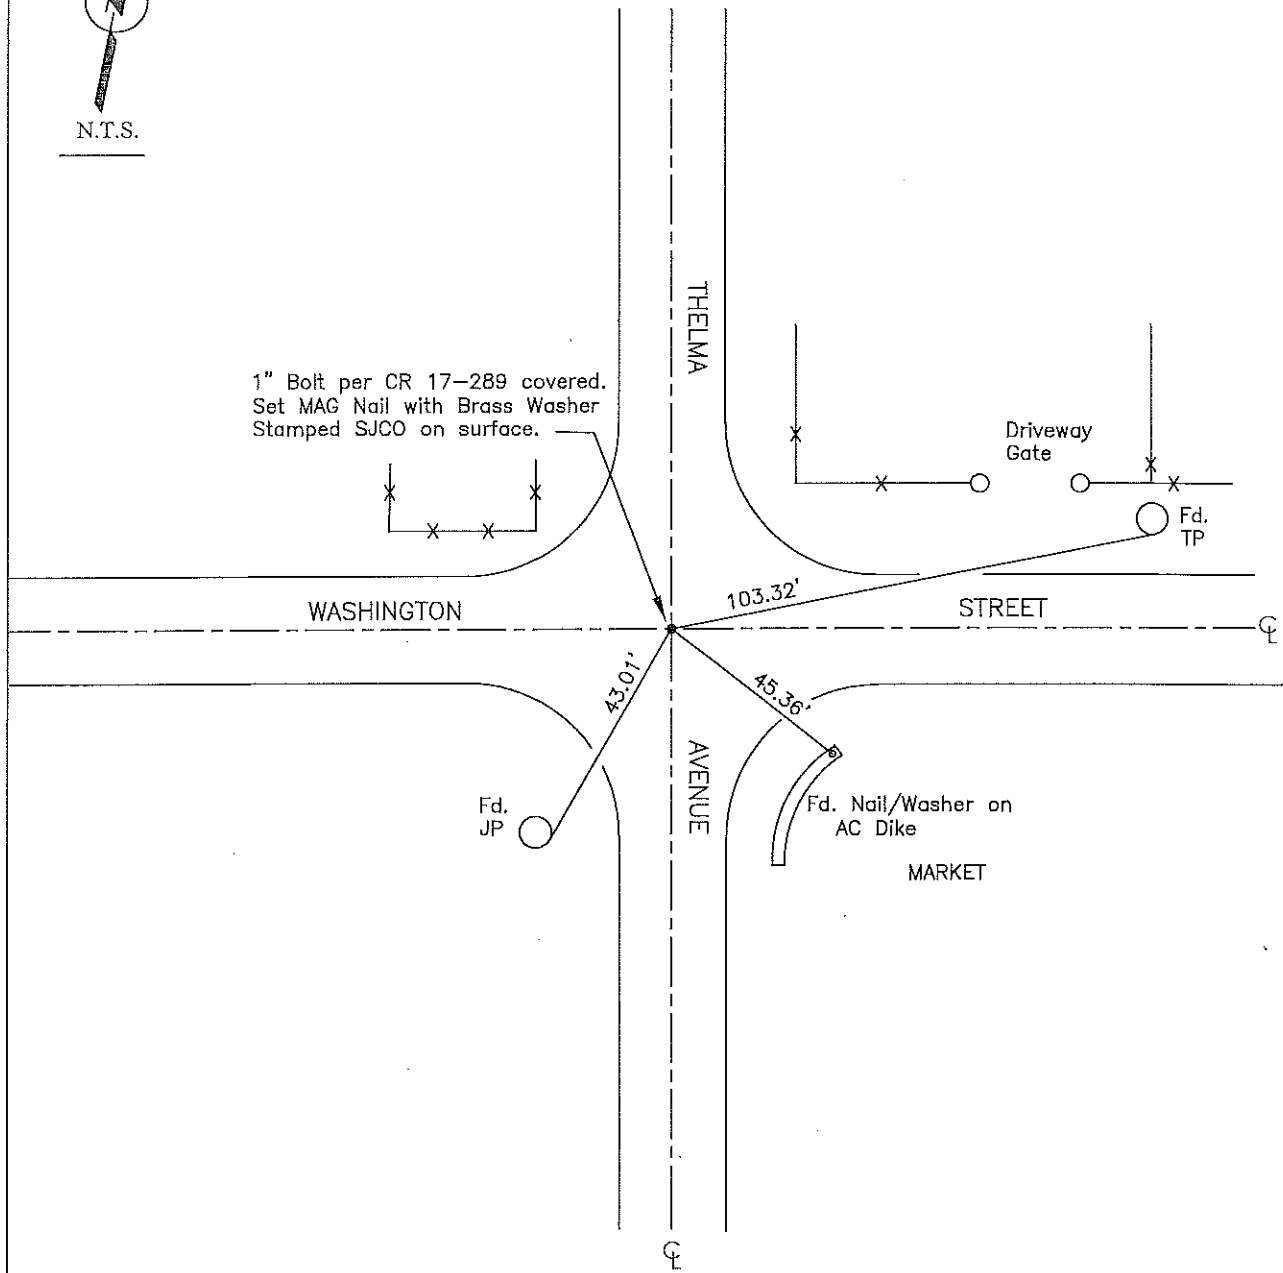 N.T.S.
THELMA
1" Bolt per CR 17-289 covered.
Set MAG Nail with Brass Washer
Stamped SJCO on surface.
Driveway
Gate
Fd.
TP
103.32'
WASHINGTON
STREET
℄
43.01'
45.36'
AVENUE
Fd.
JP
Fd. Nail/Washer on
AC Dike
MARKET
℄